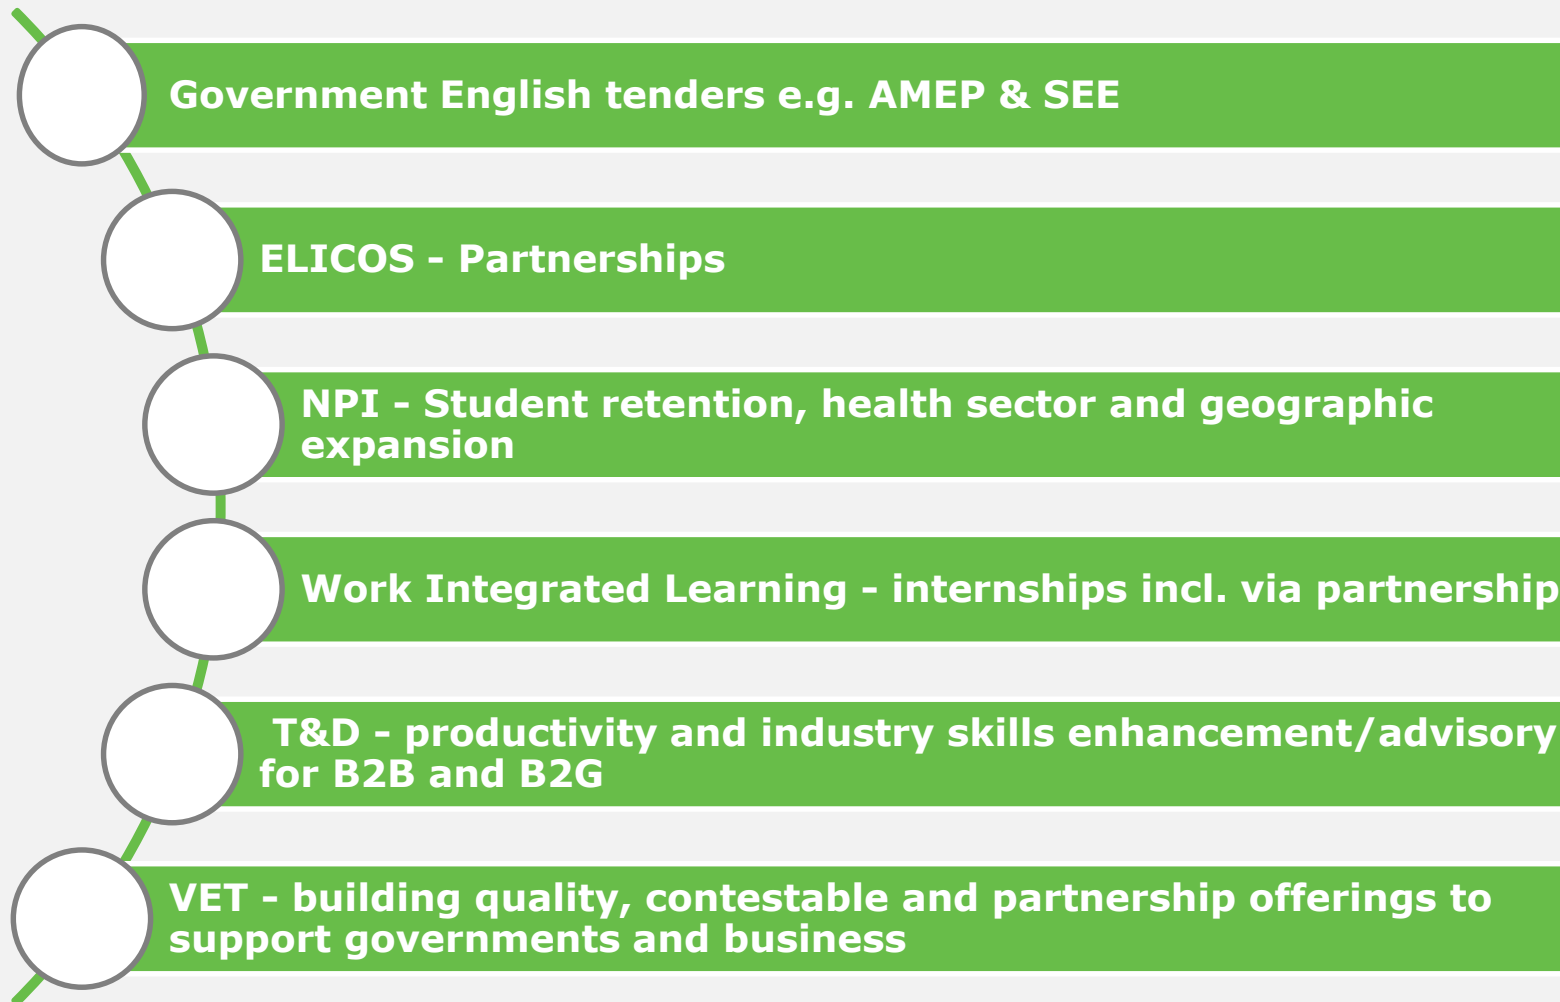 Government English tenders e.g. AMEP & SEE
ELICOS - Partnerships
NPI - Student retention, health sector and geographic
expansion
Work Integrated Learning - internships incl. via partnership
T&D – productivity and industry skills enhancement/advisory
for B2B and B2G
VET - building quality, contestable and partnership offerings to
support governments and business